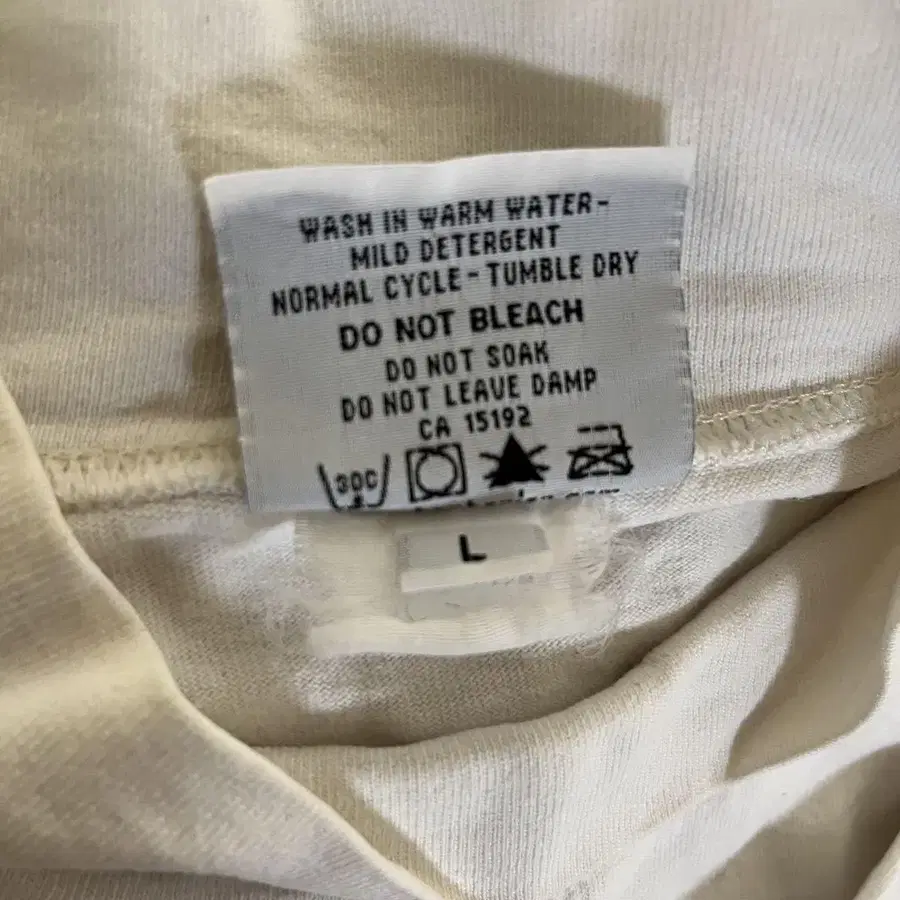 WASH IN WARM WATER-
MILD DETERGENT
NORMAL CYCLE - TUMBLE DRY
DO NOT BLEACH
DO NOT SOAK
DO NOT LEAVE DAMP
CA 15192
30C
L